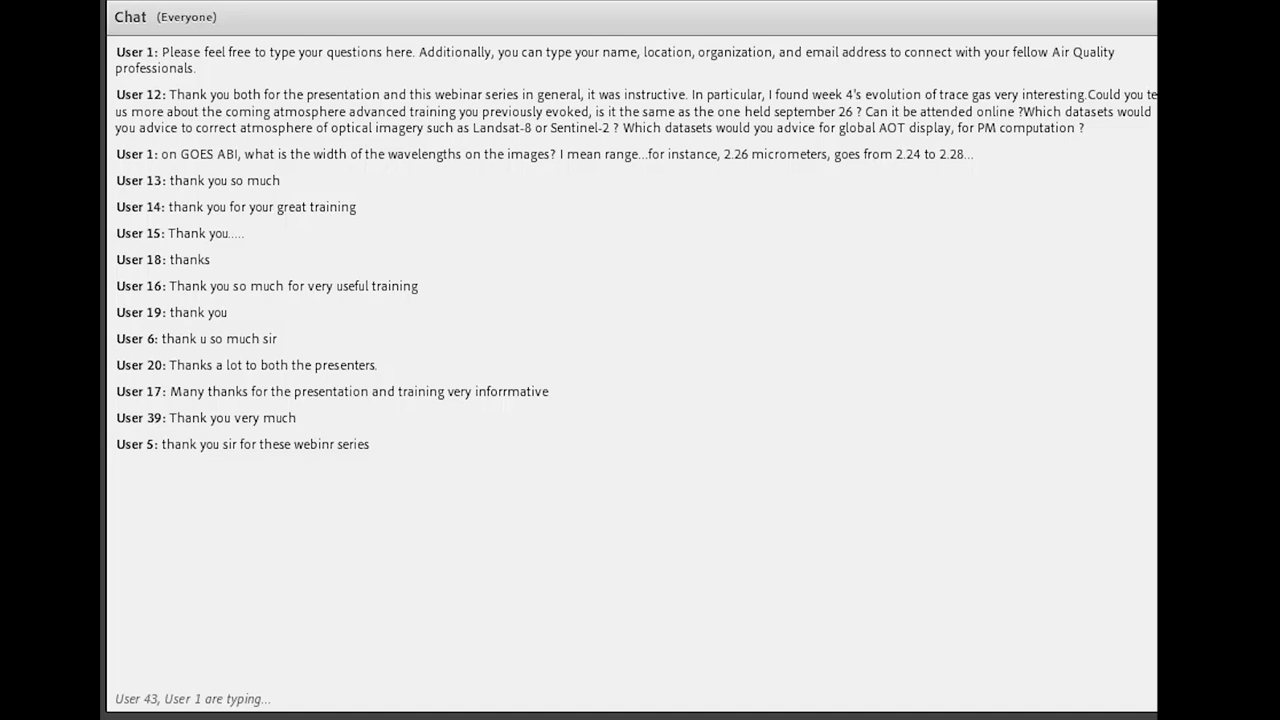 Chat (Everyone)
User 1: Please feel free to type your questions here. Additionally, you can type your name, location, organization, and email address to connect with your fellow Air Quality
professionals.
User 12: Thank you both for the presentation and this webinar series in general, it was instructive. In particular, I found week 4's evolution of trace gas very interesting.Could you te
us more about the coming atmosphere advanced training you previously evoked, is it the same as the one held september 26 ? Can it be attended online ?Which datasets would
you advice to correct atmosphere of optical imagery such as Landsat-8 or Sentinel-2 ? Which datasets would you advice for global AOT display, for PM computation ?
User 1: on GOES ABI, what is the width of the wavelengths on the images? I mean range...for instance, 2.26 micrometers, goes from 2.24 to 2.28...
User 13: thank you so much
User 14: thank you for your great training
User 15: Thank you.....
User 18: thanks
User 16: Thank you so much for very useful training
User 19: thank you
User 6: thank u so much sir
User 20: Thanks a lot to both the presenters.
User 17: Many thanks for the presentation and training very inforrmative
User 39: Thank you very much
User 5: thank you sir for these webinr series
User 43, User 1 are typing...